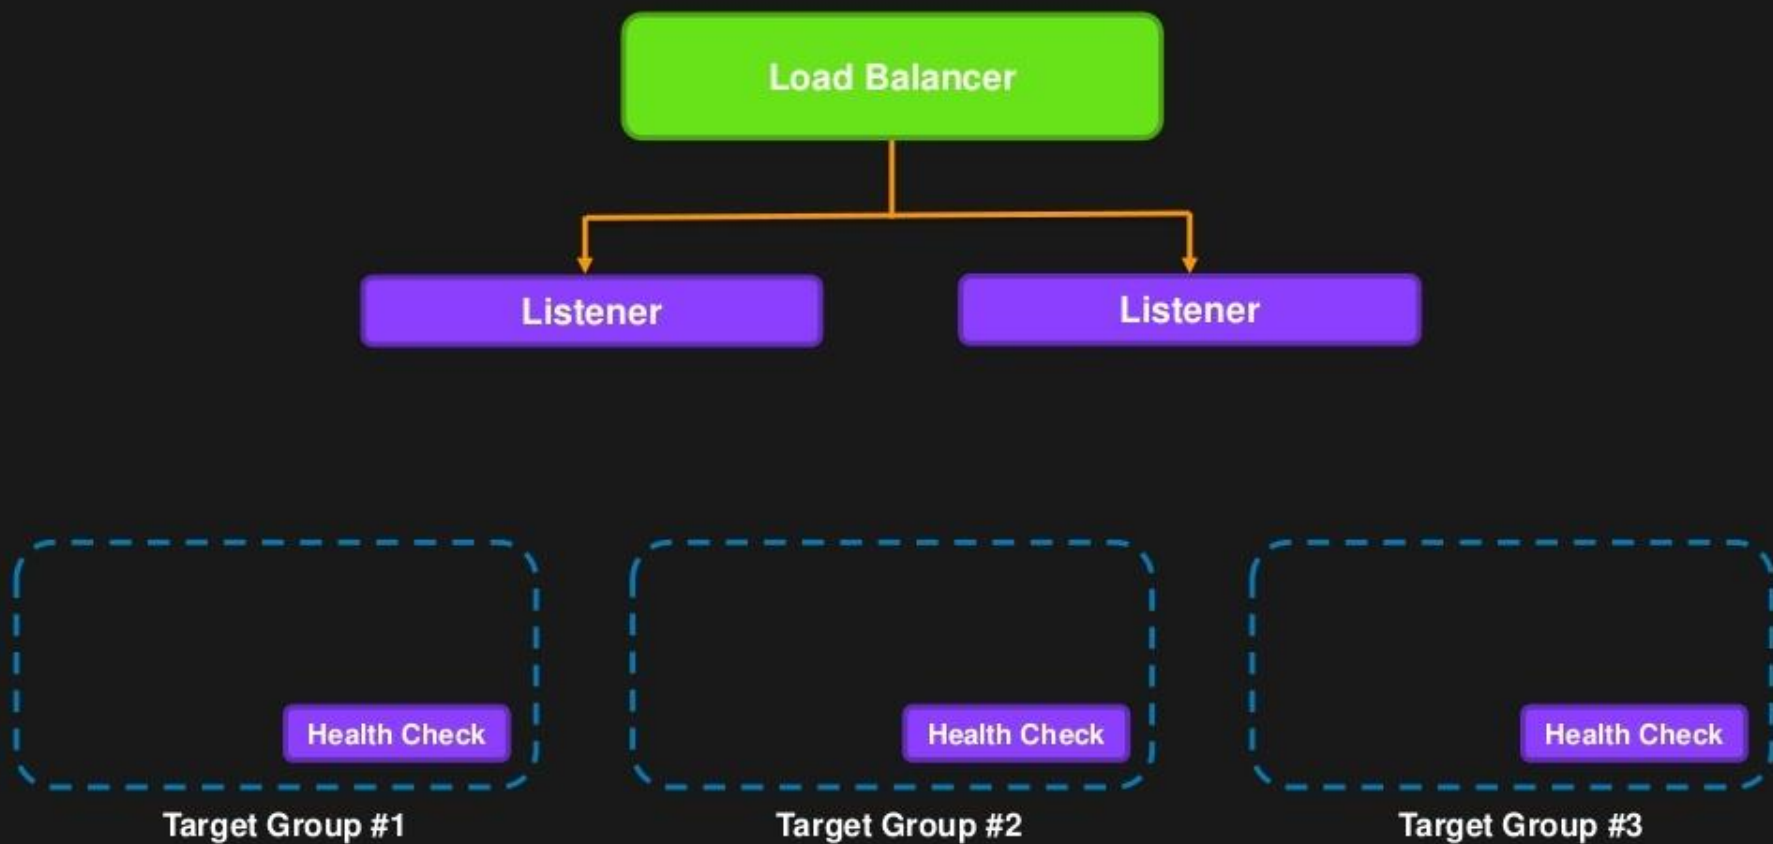 Load Balancer
Listener
Listener
Health Check
Health Check
Health Check
Target Group #1
Target Group #2
Target Group #3